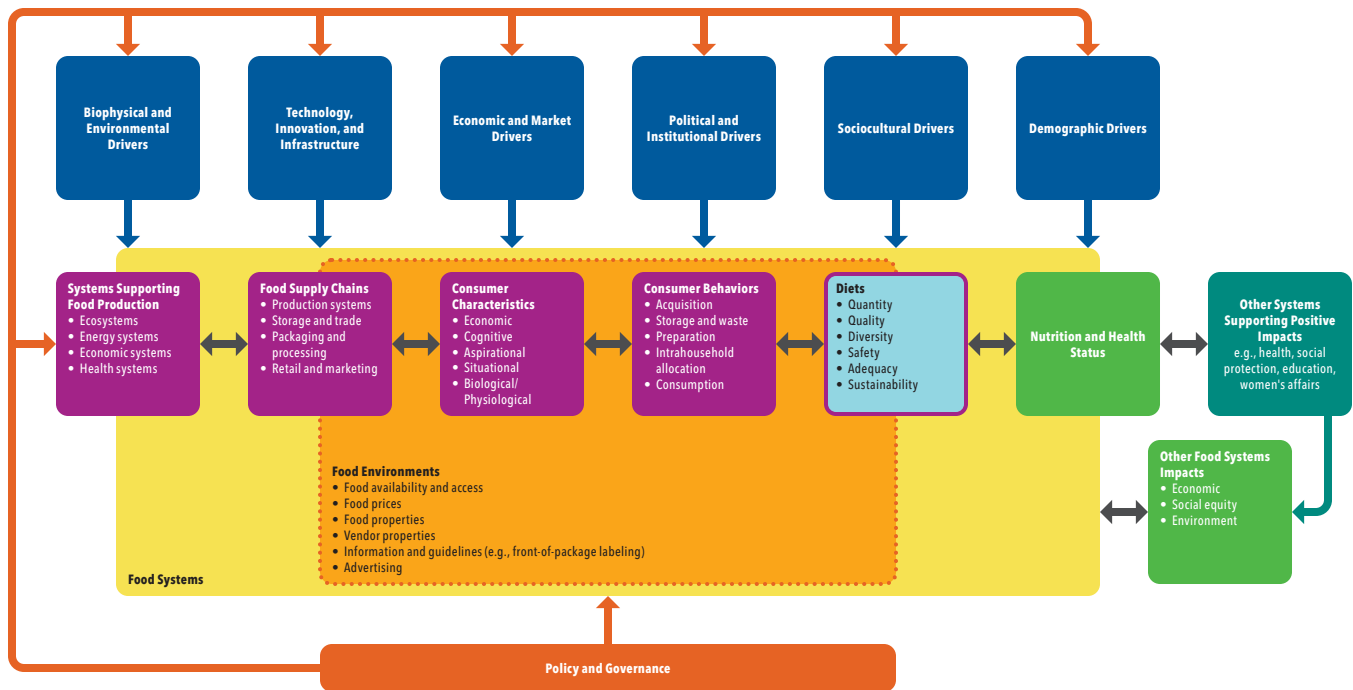 Biophysical and
Environmental
Drivers
Technology,
Innovation, and
Infrastructure
Economic and Market
Drivers
Political and
Institutional Drivers
Sociocultural Drivers
Demographic Drivers
Systems Supporting
Food Production
• Ecosystems
• Energy systems
• Economic systems
• Health systems
Food Supply Chains
• Production systems
• Storage and trade
• Packaging and
processing
• Retail and marketing
Consumer
Characteristics
• Economic
• Cognitive
• Aspirational
• Situational
• Biological/
Physiological
Consumer Behaviors
• Acquisition
• Storage and waste
• Preparation
• Intrahousehold
allocation
• Consumption
Diets
• Quantity
• Quality
• Diversity
• Safety
• Adequacy
• Sustainability
Nutrition and Health
Status
Other Systems
Supporting Positive
Impacts
e.g., health, social
protection, education,
women's affairs
Other Food Systems
Impacts
• Economic
• Social equity
• Environment
Food Environments
• Food availability and access
• Food prices
• Food properties
• Vendor properties
• Information and guidelines (e.g., front-of-package labeling)
• Advertising
Food Systems
Policy and Governance